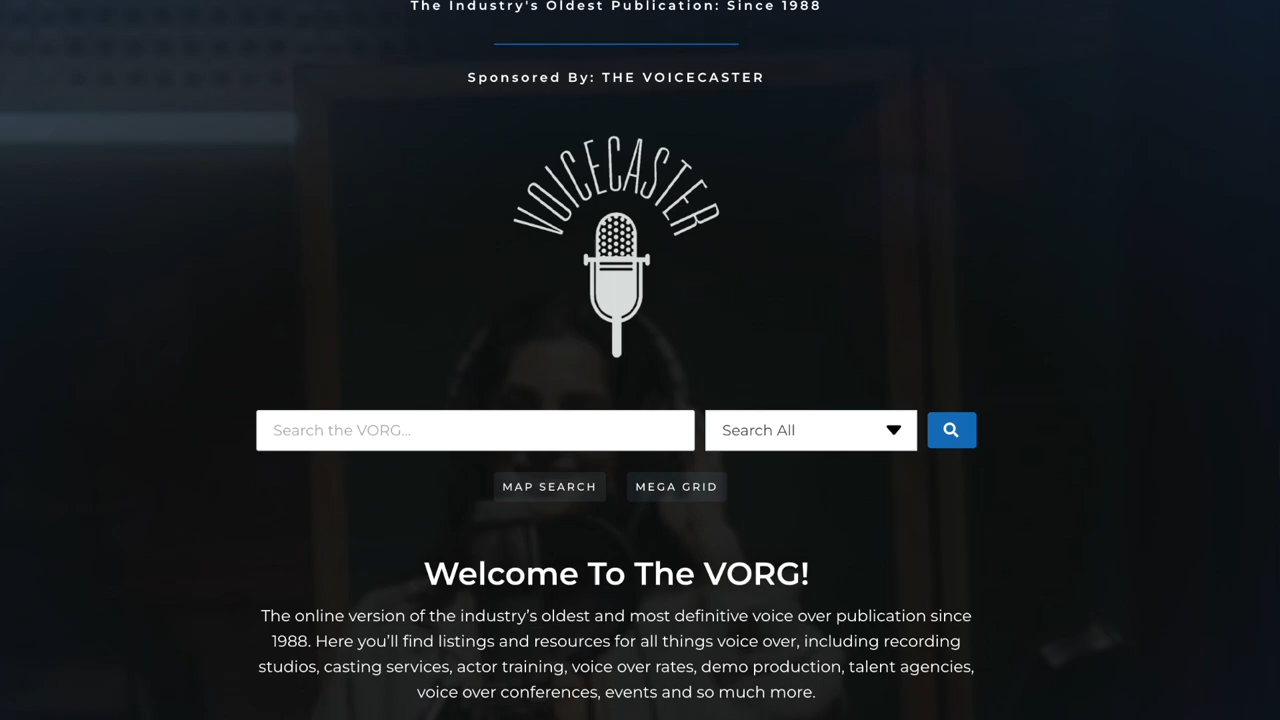 The Industry's Oldest Publication: Since 1988
Sponsored By: THE VOICECASTER
VOICECASTER
Search the VORG...
Search All
MAP SEARCH
MEGA GRID
Welcome To The VORG!
The online version of the industry’s oldest and most definitive voice over publication since
1988. Here you’ll find listings and resources for all things voice over, including recording
studios, casting services, actor training, voice over rates, demo production, talent agencies,
voice over conferences, events and so much more.